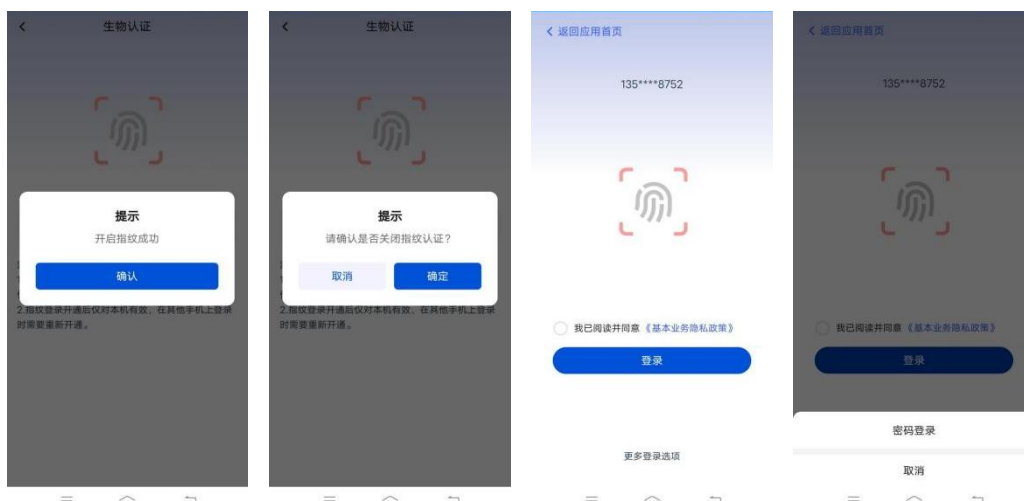 生物认证
提示
开启指纹成功
确认
2.指纹登录开通后仅对本机有效，在其他手机上登录
时需要重新开通。
生物认证
提示
请确认是否关闭指纹认证？
取消
确定
2.指纹登录开通后仅对本机有效，在其他手机上登录
时需要重新开通。
返回应用首页
135****8752
我已阅读并同意《基本业务隐私政策》
登录
更多登录选项
返回应用首页
135****8752
我已阅读并同意《基本业务隐私政策》
登录
密码登录
取消